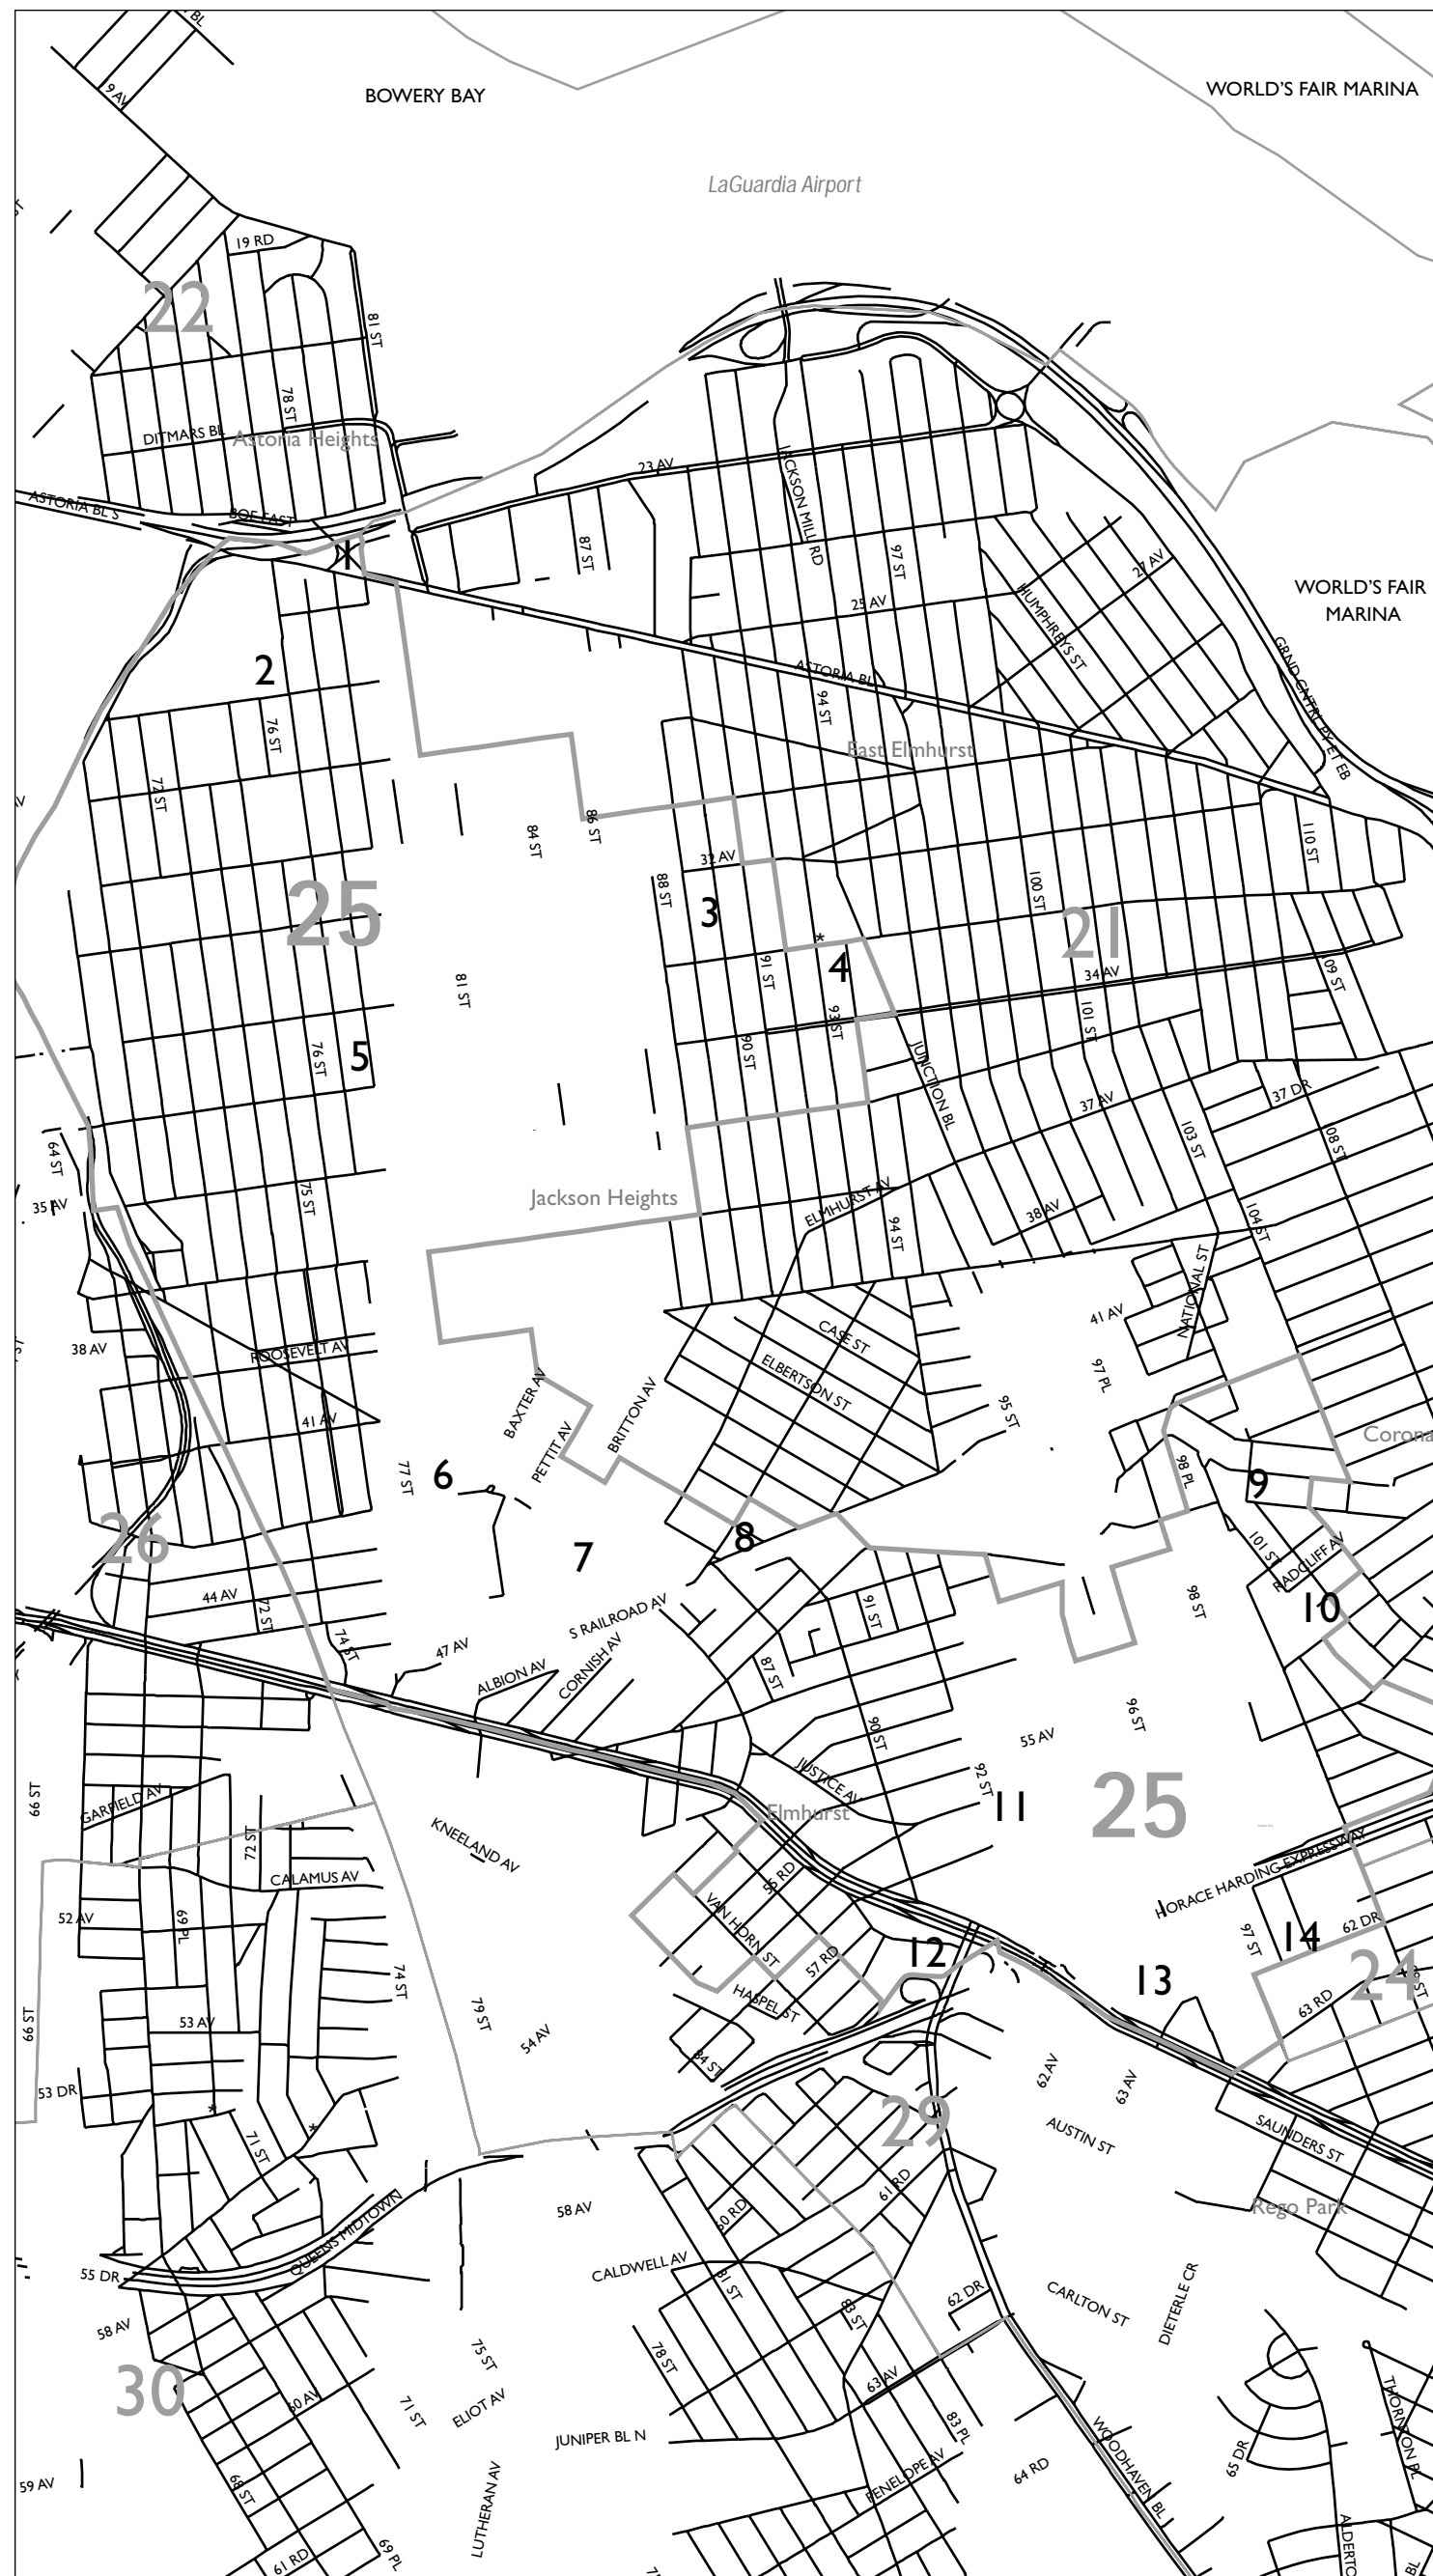 BL
9 AV
BOWERY BAY
WORLD'S FAIR MARINA
LaGuardia Airport
ST
19 RD
22
81 ST
78 ST
DITMARS BL
Astoria Heights
23 AV
JACKSON MILL RD
ASTORIA BL S
BQE EAST
1
87 ST
97 ST
27 AV
25 AV
HUMPHREYS ST
WORLD'S FAIR
MARINA
GRND CNTRL PY ET EB
2
ASTORIA BL
94 ST
76 ST
East Elmhurst
72 ST
AV
84 ST
86 ST
110 ST
32 AV
88 ST
3
100 ST
25
21
*
4
91 ST
34 AV
109 ST
81 ST
93 ST
101 ST
90 ST
76 ST
5
JUNCTION BL
37 AV
37 DR
103 ST
108 ST
64 ST
75 ST
35 AV
Jackson Heights
ELMHURST AV
94 ST
38 AV
104 ST
NATIONAL ST
41 AV
38 AV
ROOSEVELT AV
CASE ST
ELBERTSON ST
97 PL
BAXTER AV
BRITTON AV
95 ST
41 AV
PETTIT AV
Corona
77 ST
6
98 PL
9
26
7
8
101 ST
RADCLIFF AV
44 AV
72 ST
S RAILROAD AV
91 ST
98 ST
10
74 ST
47 AV
ALBION AV
CORNISH AV
87 ST
90 ST
96 ST
55 AV
66 ST
GARFIELD AV
JUSTICE AV
92 ST
11
25
Elmhurst
KNEELAND AV
72 ST
HORACE HARDING EXPRESSWAY
CALAMUS AV
55 RD
52 AV
69 PL
VAN HORN ST
97 ST
14
62 DR
57 RD
12
13
24
74 ST
HASPEL ST
63 RD
66 ST
53 AV
79 ST
54 AV
84 ST
62 AV
63 AV
53 DR
*
*
29
71 ST
AUSTIN ST
SAUNDERS ST
61 RD
Rego Park
58 AV
60 RD
QUEENS MIDTOWN
55 DR
CALDWELL AV
81 ST
62 DR
CARLTON ST
DIETERLE CR
83 ST
58 AV
75 ST
78 ST
30
60 AV
71 ST
ELIOT AV
63 AV
THORNTON PL
JUNIPER BL N
83 PL
WOODHAVEN BL
65 DR
59 AV
68 ST
LUTHERAN AV
PENELOPE AV
64 RD
61 RD
69 PL
BL